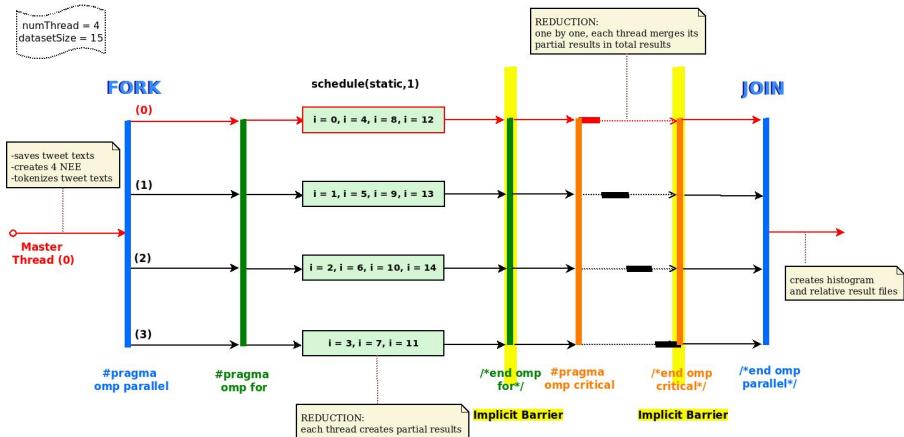 numThread = 4
datasetSize = 15
REDUCTION:
one by one, each thread merges its
partial results in total results
FORK
schedule(static,1)
JOIN
(0)
i = 0, i = 4, i = 8, i = 12
-saves tweet texts
-creates 4 NEE
-tokenizes tweet texts
(1)
i = 1, i = 5, i = 9, i = 13
Master
Thread (0)
(2)
i = 2, i = 6, i = 10, i = 14
creates histogram
and relative result files
(3)
i = 3, i = 7, i = 11
#pragma
omp parallel
#pragma
omp for
/*end omp
for*/
#pragma
omp critical
/*end omp
critical*/
/*end omp
parallel*/
Implicit Barrier
Implicit Barrier
REDUCTION:
each thread creates partial results